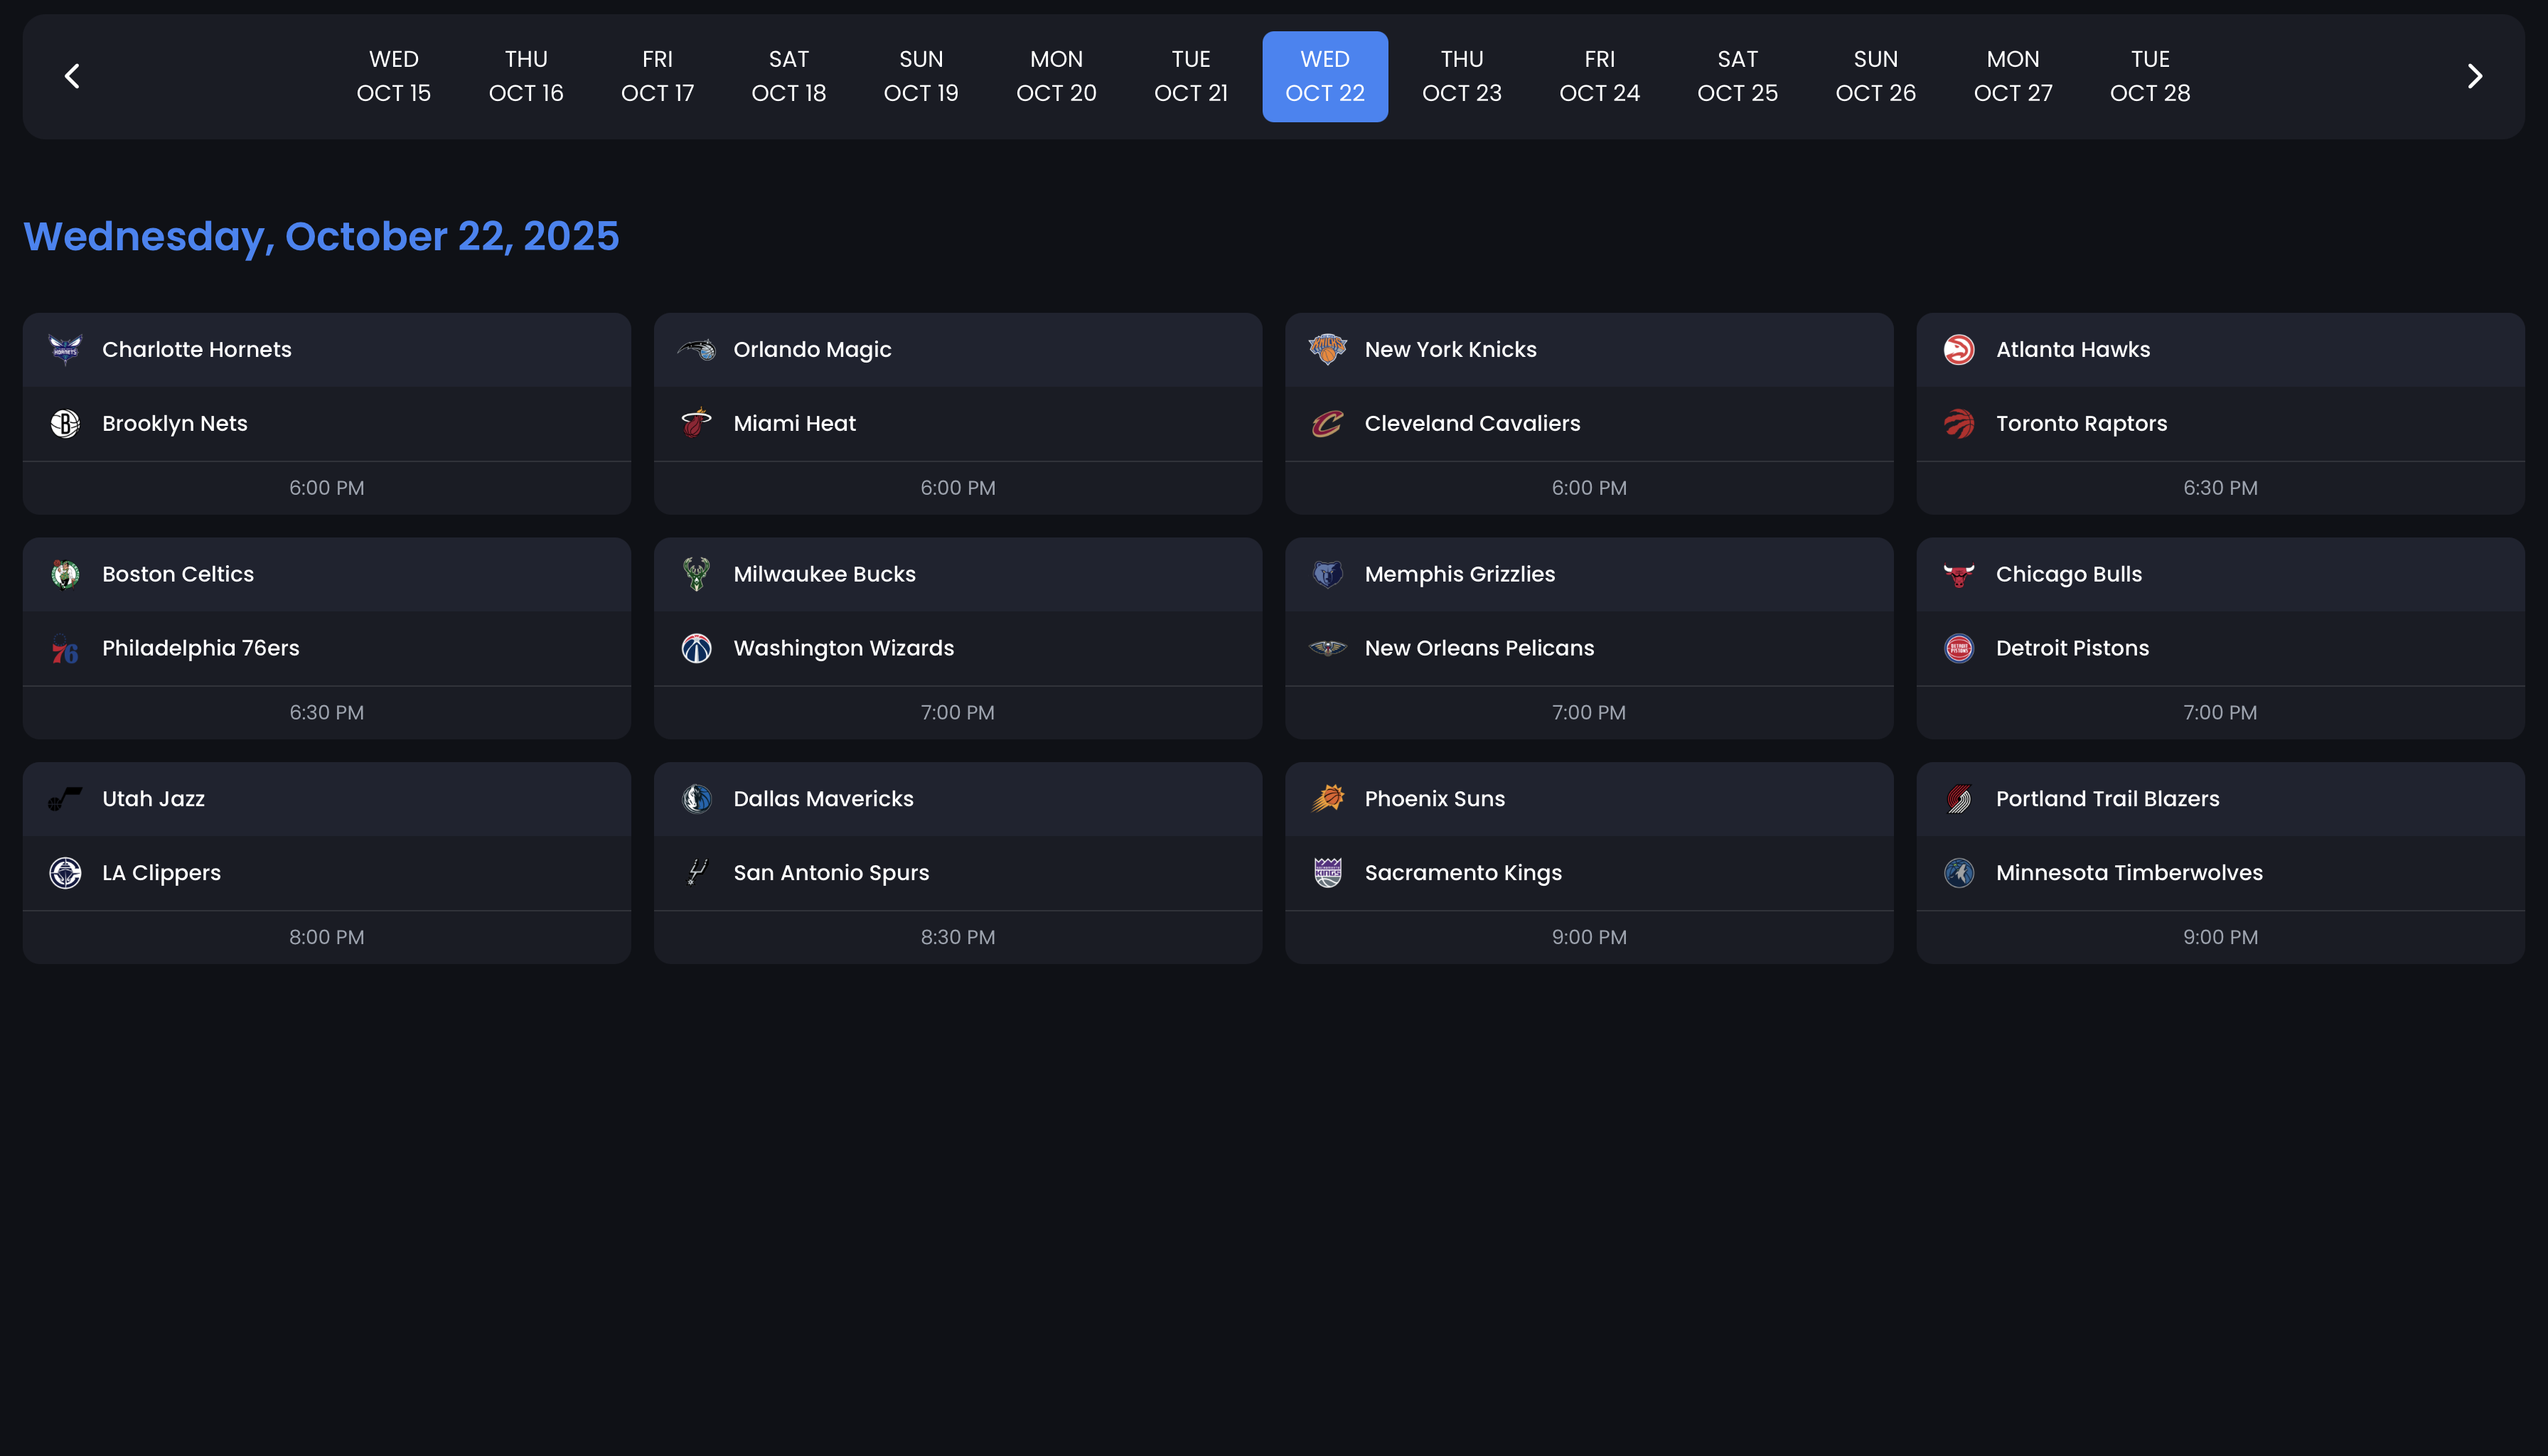 WED THU FRI SAT SUN MON TUE WED THU FRI SAT SUN MON TUE
OCT 15 OCT 16 OCT 17 OCT 18 OCT 19 OCT 20 OCT 21 OCT 22 OCT 23 OCT 24 OCT 25 OCT 26 OCT 27 OCT 28
Wednesday, October 22, 2025
Charlotte Hornets
Brooklyn Nets
6:00 PM
Orlando Magic
Miami Heat
6:00 PM
New York Knicks
Cleveland Cavaliers
6:00 PM
Atlanta Hawks
Toronto Raptors
6:30 PM
Boston Celtics
Philadelphia 76ers
6:30 PM
Milwaukee Bucks
Washington Wizards
7:00 PM
Memphis Grizzlies
New Orleans Pelicans
7:00 PM
Chicago Bulls
Detroit Pistons
7:00 PM
Utah Jazz
LA Clippers
8:00 PM
Dallas Mavericks
San Antonio Spurs
8:30 PM
Phoenix Suns
Sacramento Kings
9:00 PM
Portland Trail Blazers
Minnesota Timberwolves
9:00 PM